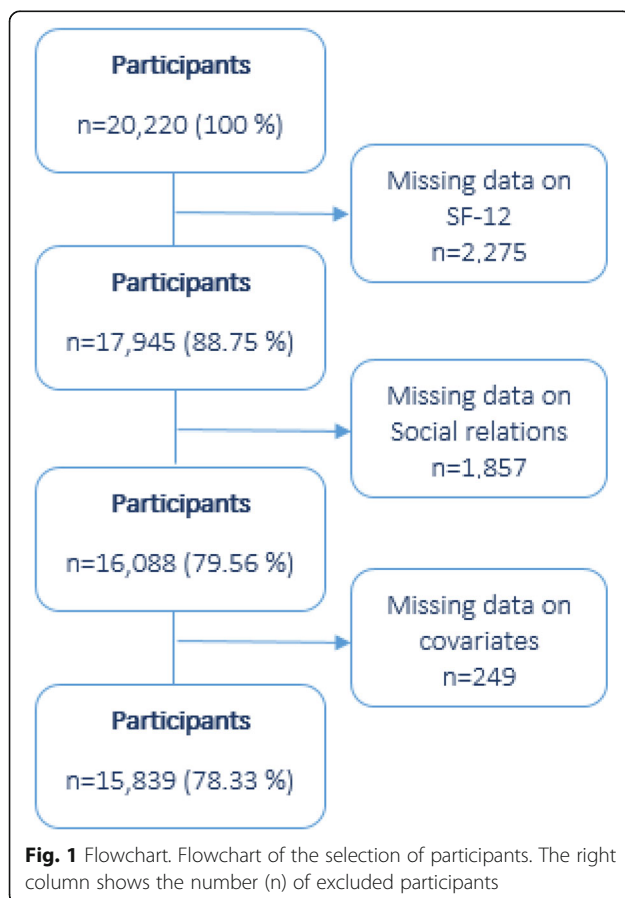 Participants
n=20,220 (100 %)
Missing data on
SF-12
n=2,275
Participants
n=17,945 (88.75 %)
Missing data on
Social relations
n=1,857
Participants
n=16,088 (79.56 %)
Missing data on
covariates
n=249
Participants
n=15,839 (78.33 %)
Fig. 1 Flowchart. Flowchart of the selection of participants. The right
column shows the number (n) of excluded participants